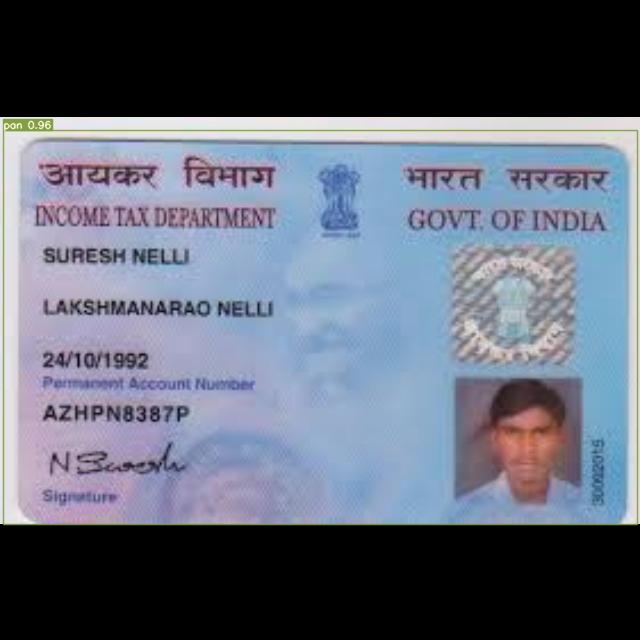 pan 0.96
आयकर विभाग भारत सरकार
INCOME TAX DEPARTMENT GOVT. OF INDIA
SURESH NELLI
LAKSHMANARAO NELLI
24/10/1992
Permanent Account Number
AZHPN8387P
N Suresh
Signature